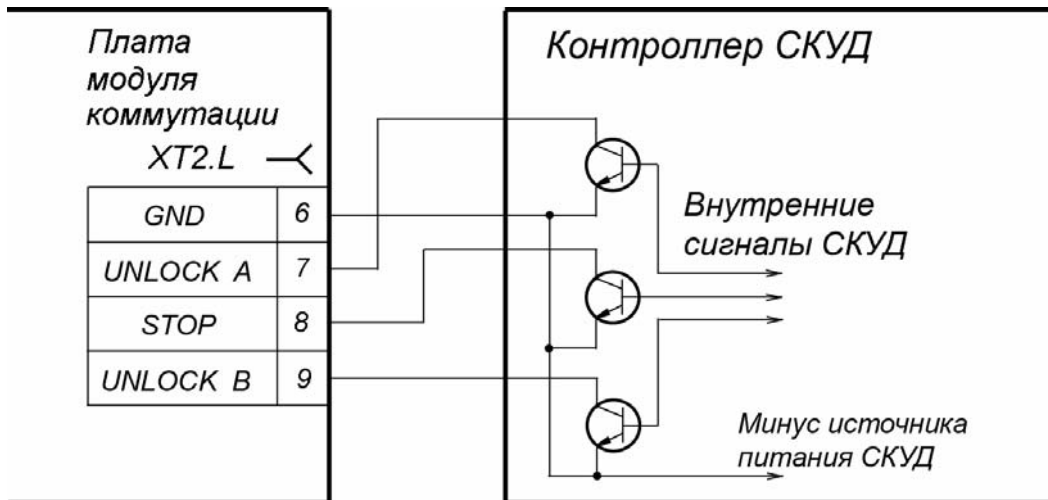 Плата
модуля
коммутации
XT2.L
GND 6
UNLOCK A 7
STOP 8
UNLOCK B 9
Контроллер СКУД
Внутренние
сигналы СКУД
Минус источника
питания СКУД